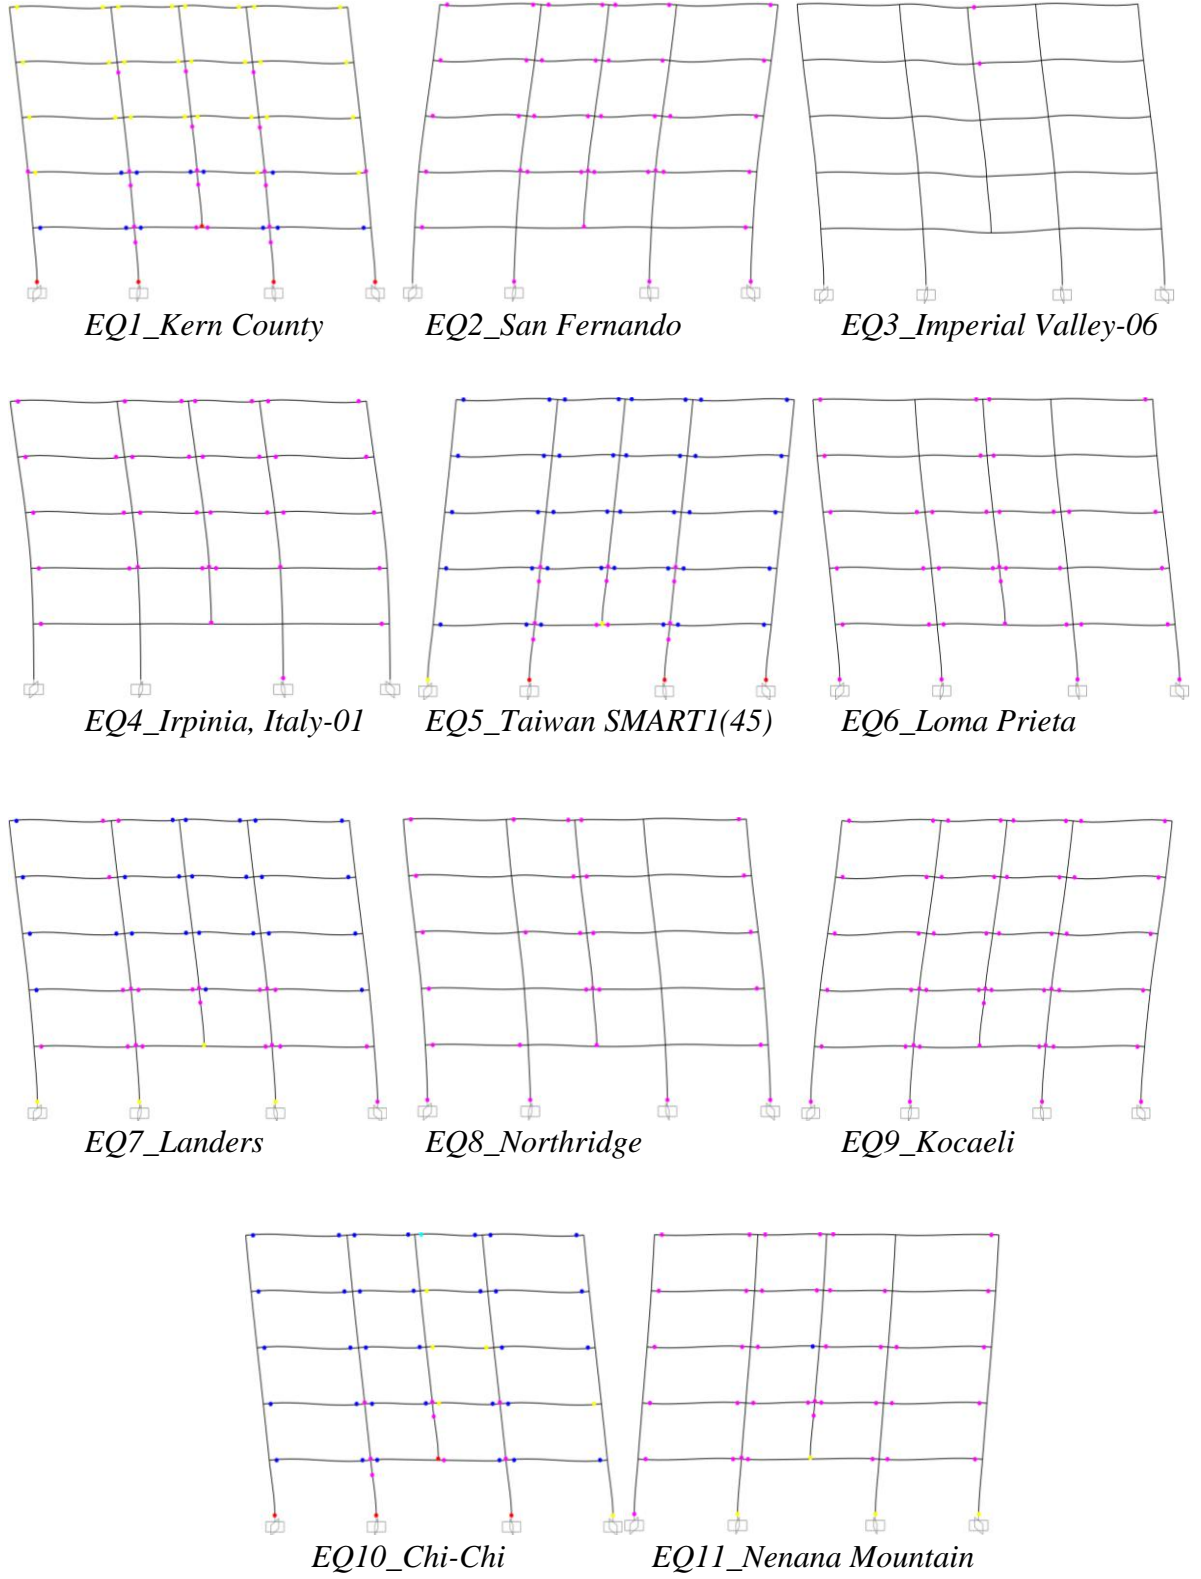 EQ1_Kern County
EQ2_San Fernando
EQ3_Imperial Valley-06
EQ4_Irpinia, Italy-01
EQ5_Taiwan SMART1(45)
EQ6_Loma Prieta
EQ7_Landers
EQ8_Northridge
EQ9_Kocaeli
EQ10_Chi-Chi
EQ11_Nenana Mountain